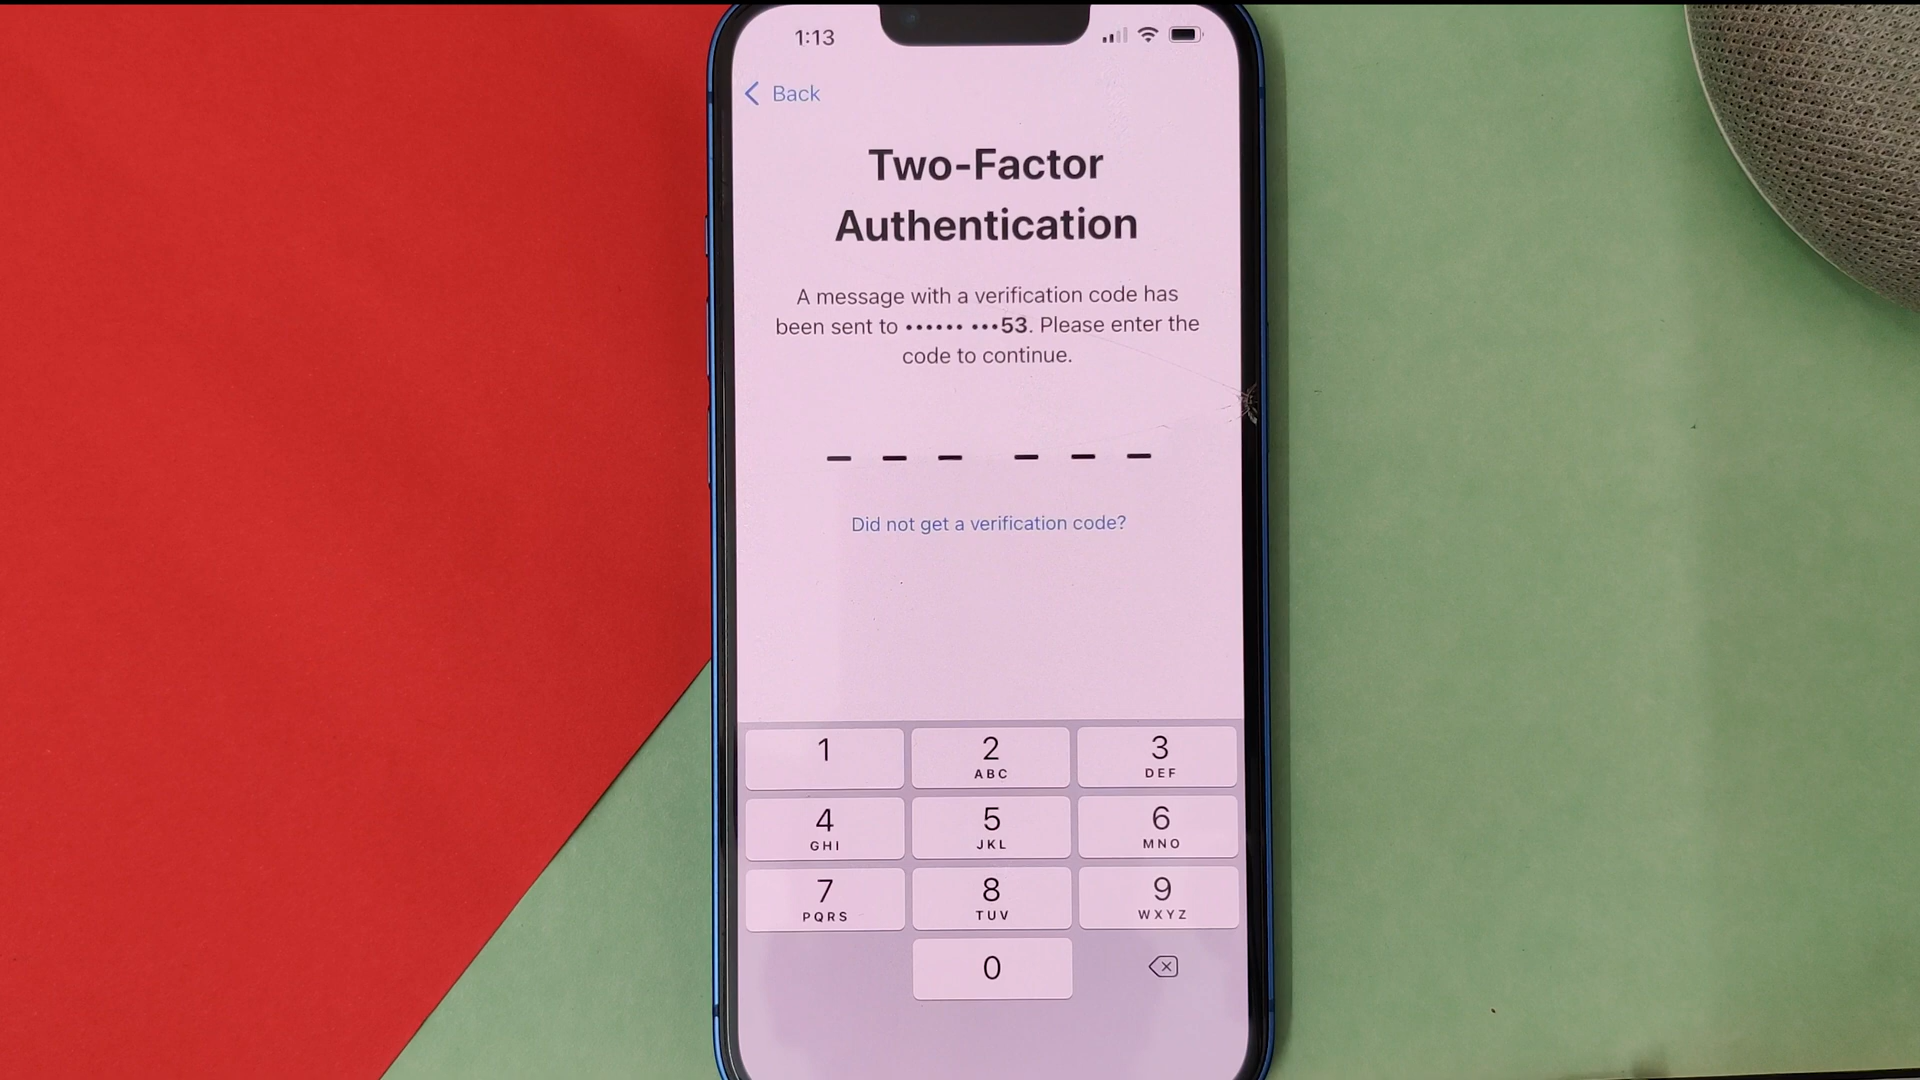 1:13
Back
Two-Factor
Authentication
A message with a verification code has
been sent to •••••• •••53. Please enter the
code to continue.
Did not get a verification code?
1
2
ABC
3
DEF
4
GHI
5
JKL
6
MNO
7
PQRS
8
TUV
9
WXYZ
0